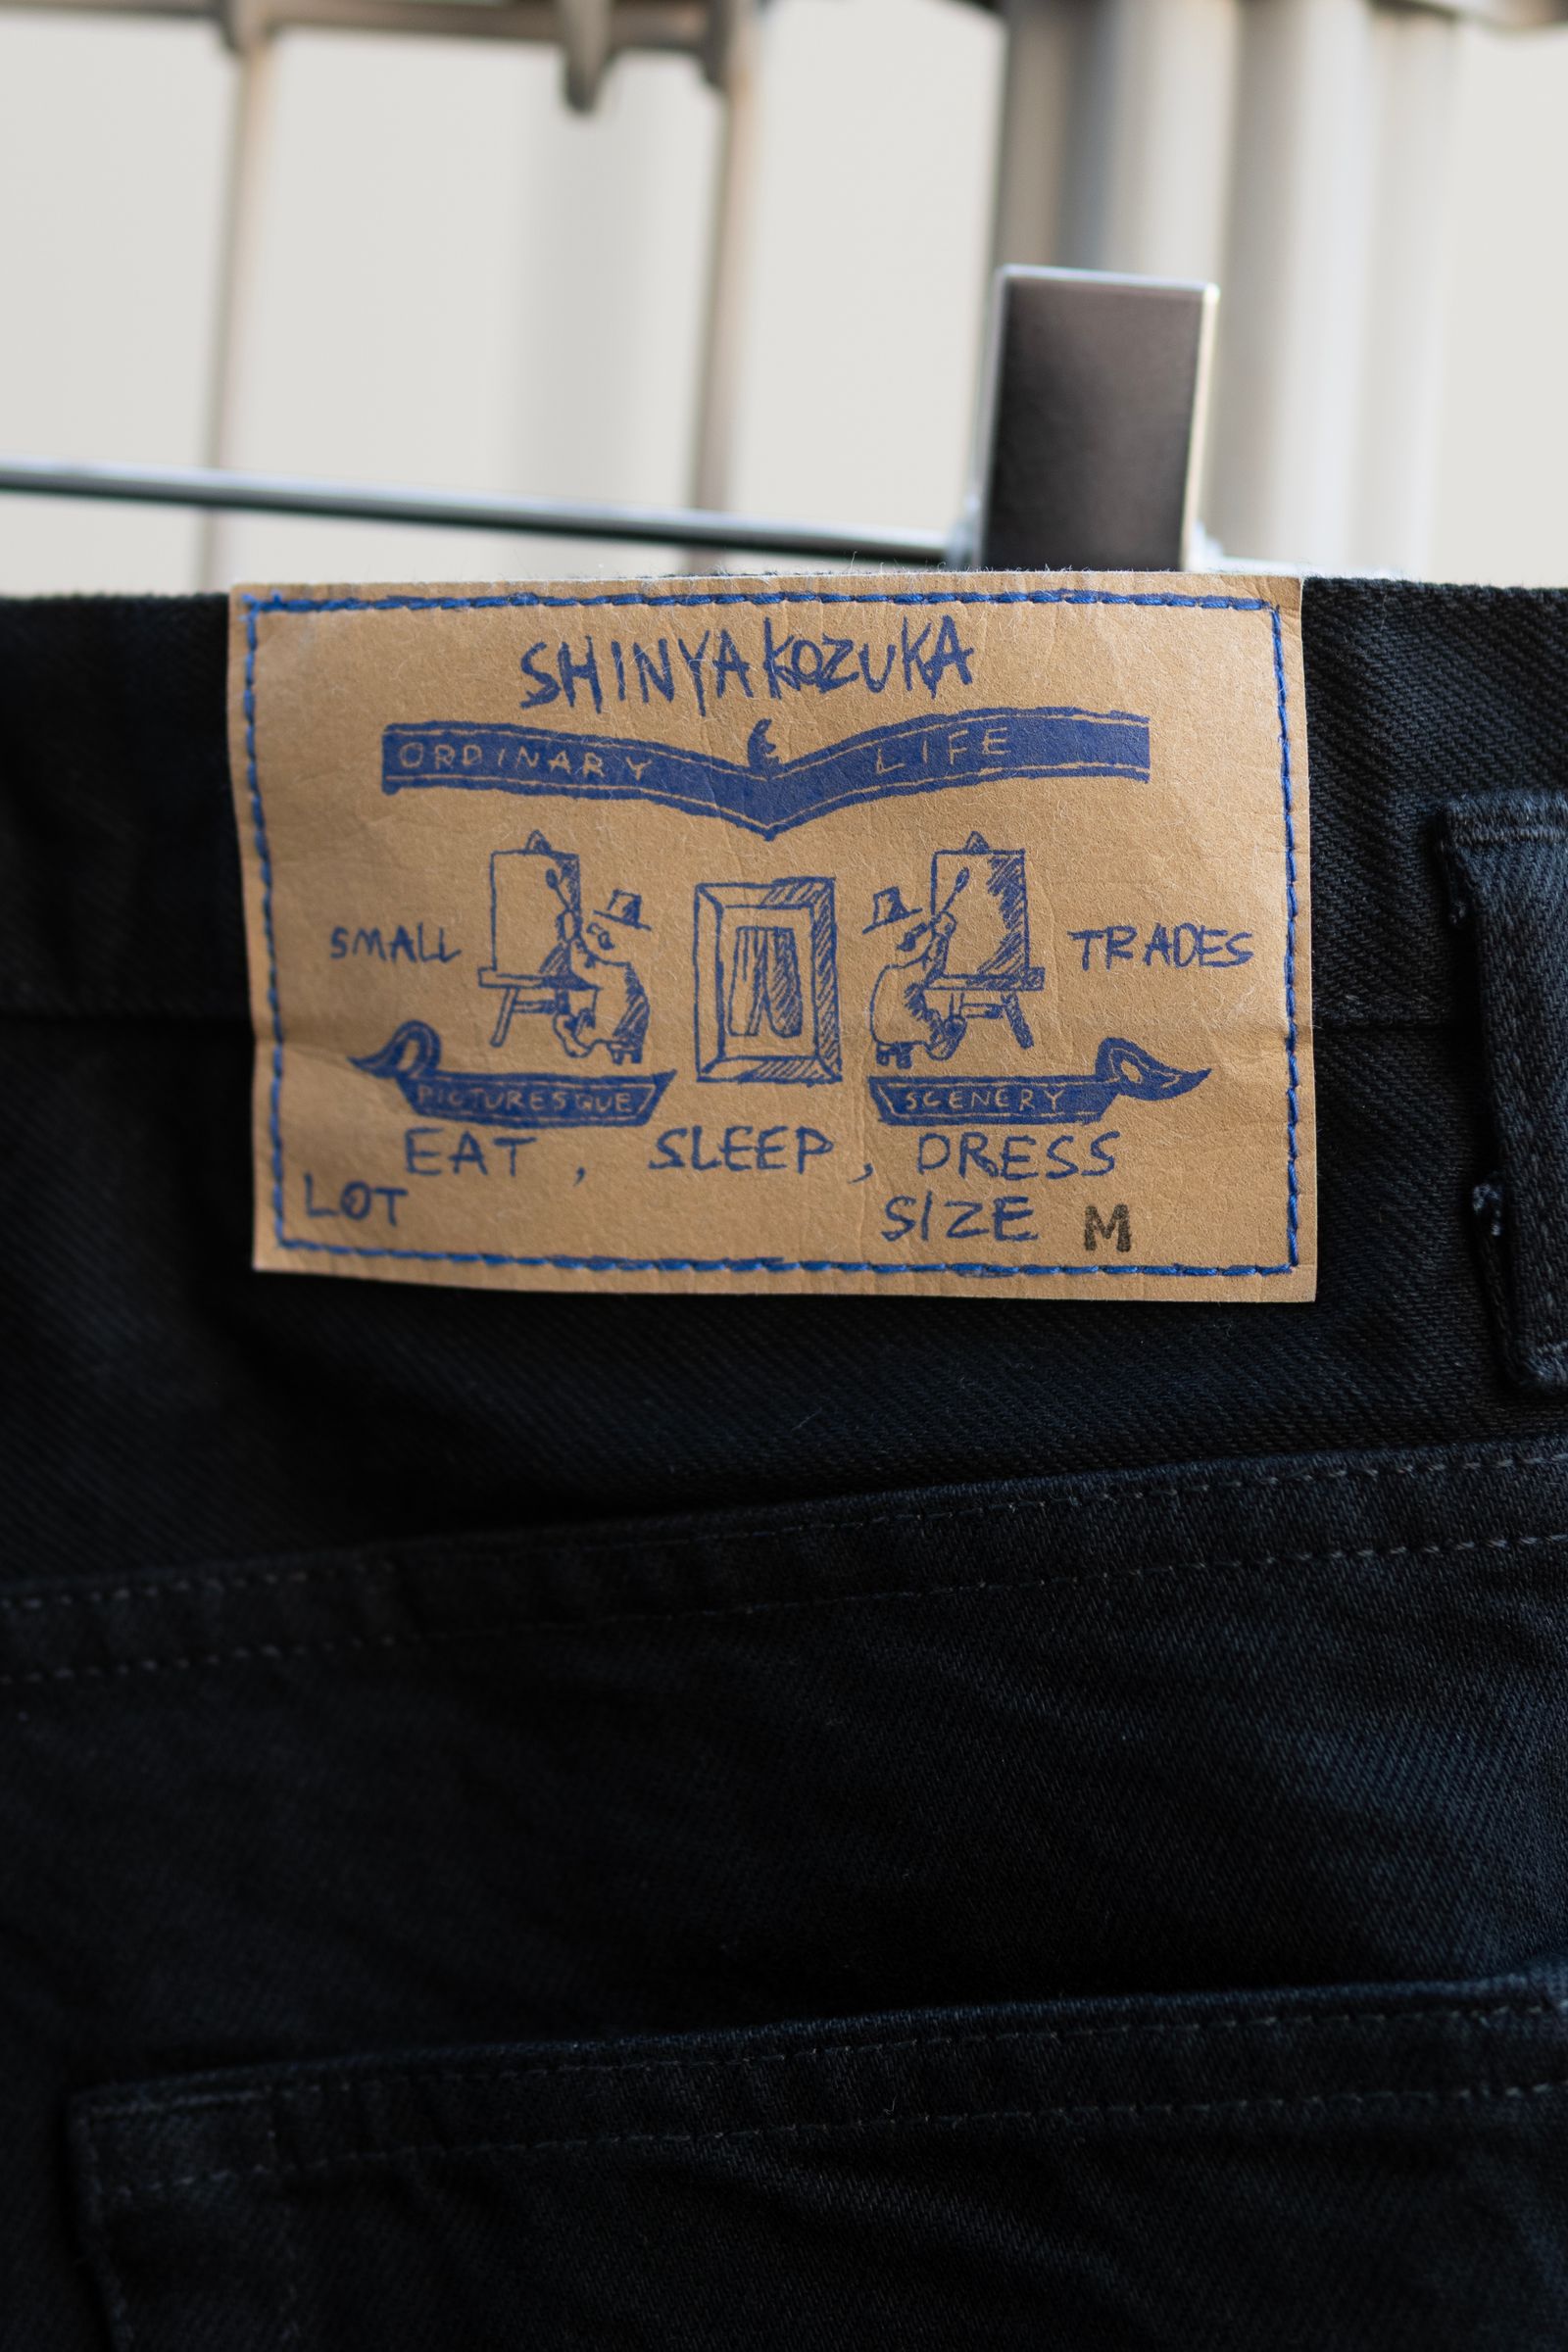 SHINYAKOZUKA
ORDINARY LIFE
SMALL TRADES
PICTURESQUE SCENERY
EAT, SLEEP, DRESS
LOT SIZE M